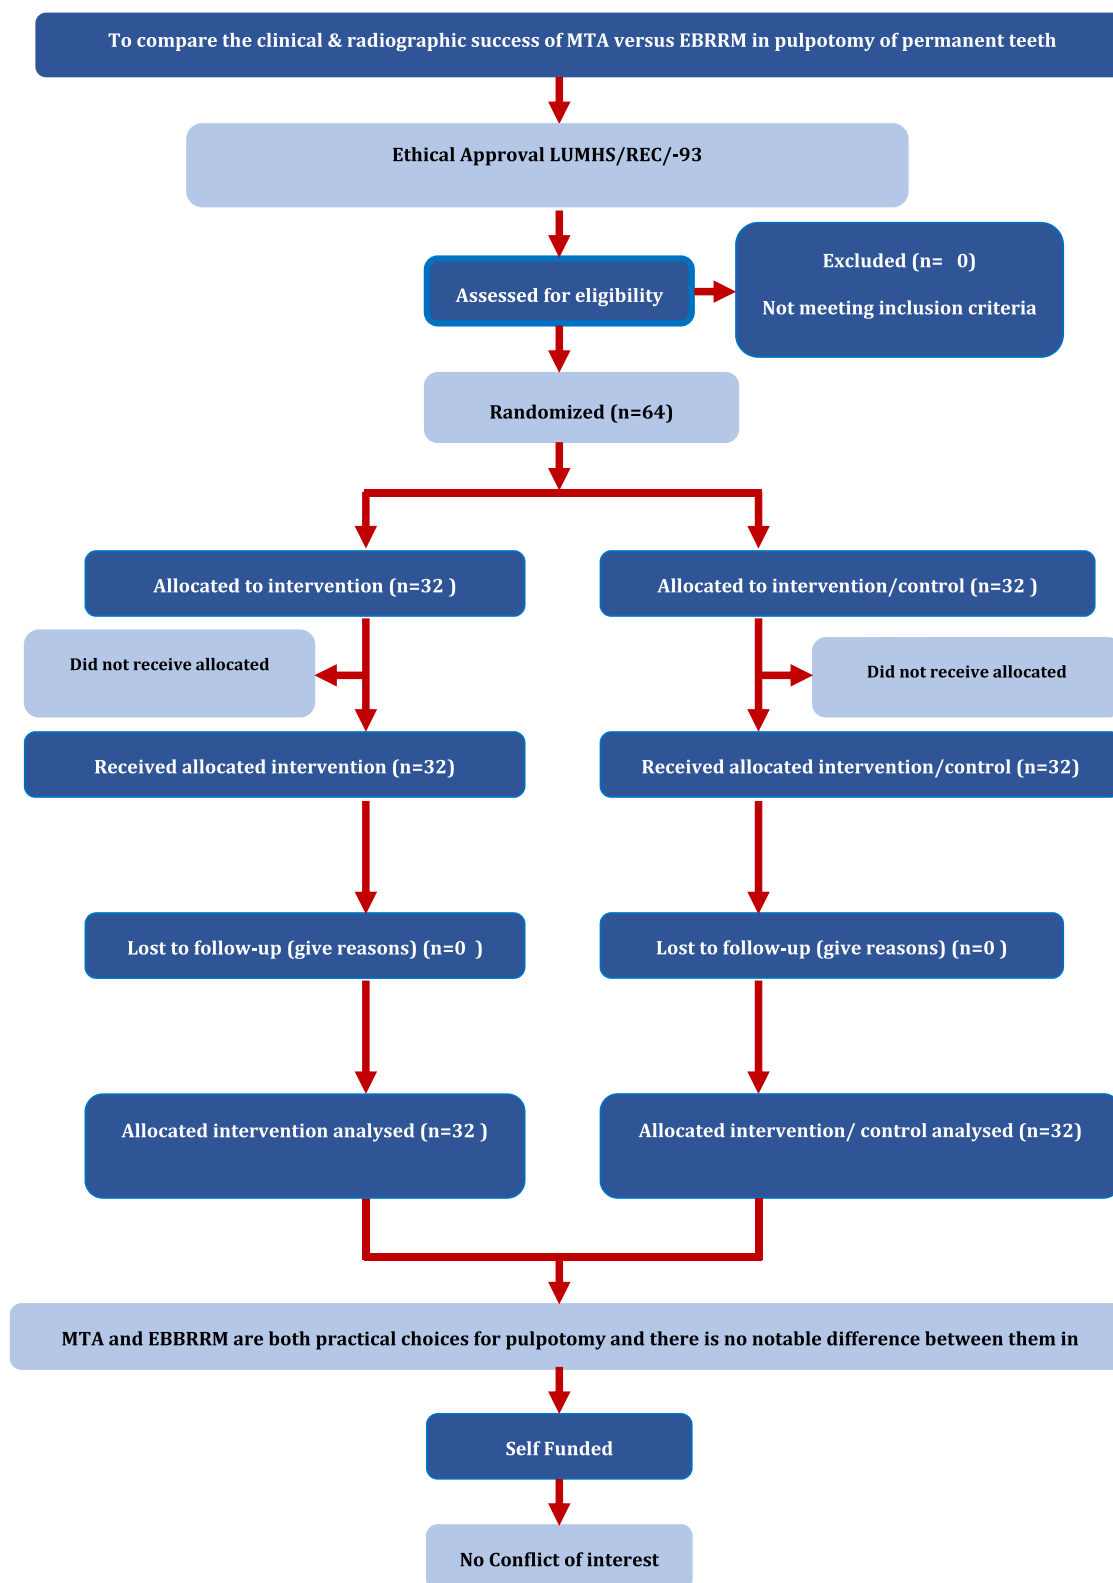 To compare the clinical & radiographic success of MTA versus EBRRM in pulpotomy of permanent teeth
Ethical Approval LUMHS/REC/-93
Assessed for eligibility
Excluded (n= 0)
Not meeting inclusion criteria
Randomized (n=64)
Allocated to intervention (n=32 )
Allocated to intervention/control (n=32 )
Did not receive allocated
Did not receive allocated
Received allocated intervention (n=32)
Received allocated intervention/control (n=32)
Lost to follow-up (give reasons) (n=0 )
Lost to follow-up (give reasons) (n=0 )
Allocated intervention analysed (n=32 )
Allocated intervention/ control analysed (n=32)
MTA and EBBRRM are both practical choices for pulpotomy and there is no notable difference between them in
Self Funded
No Conflict of interest